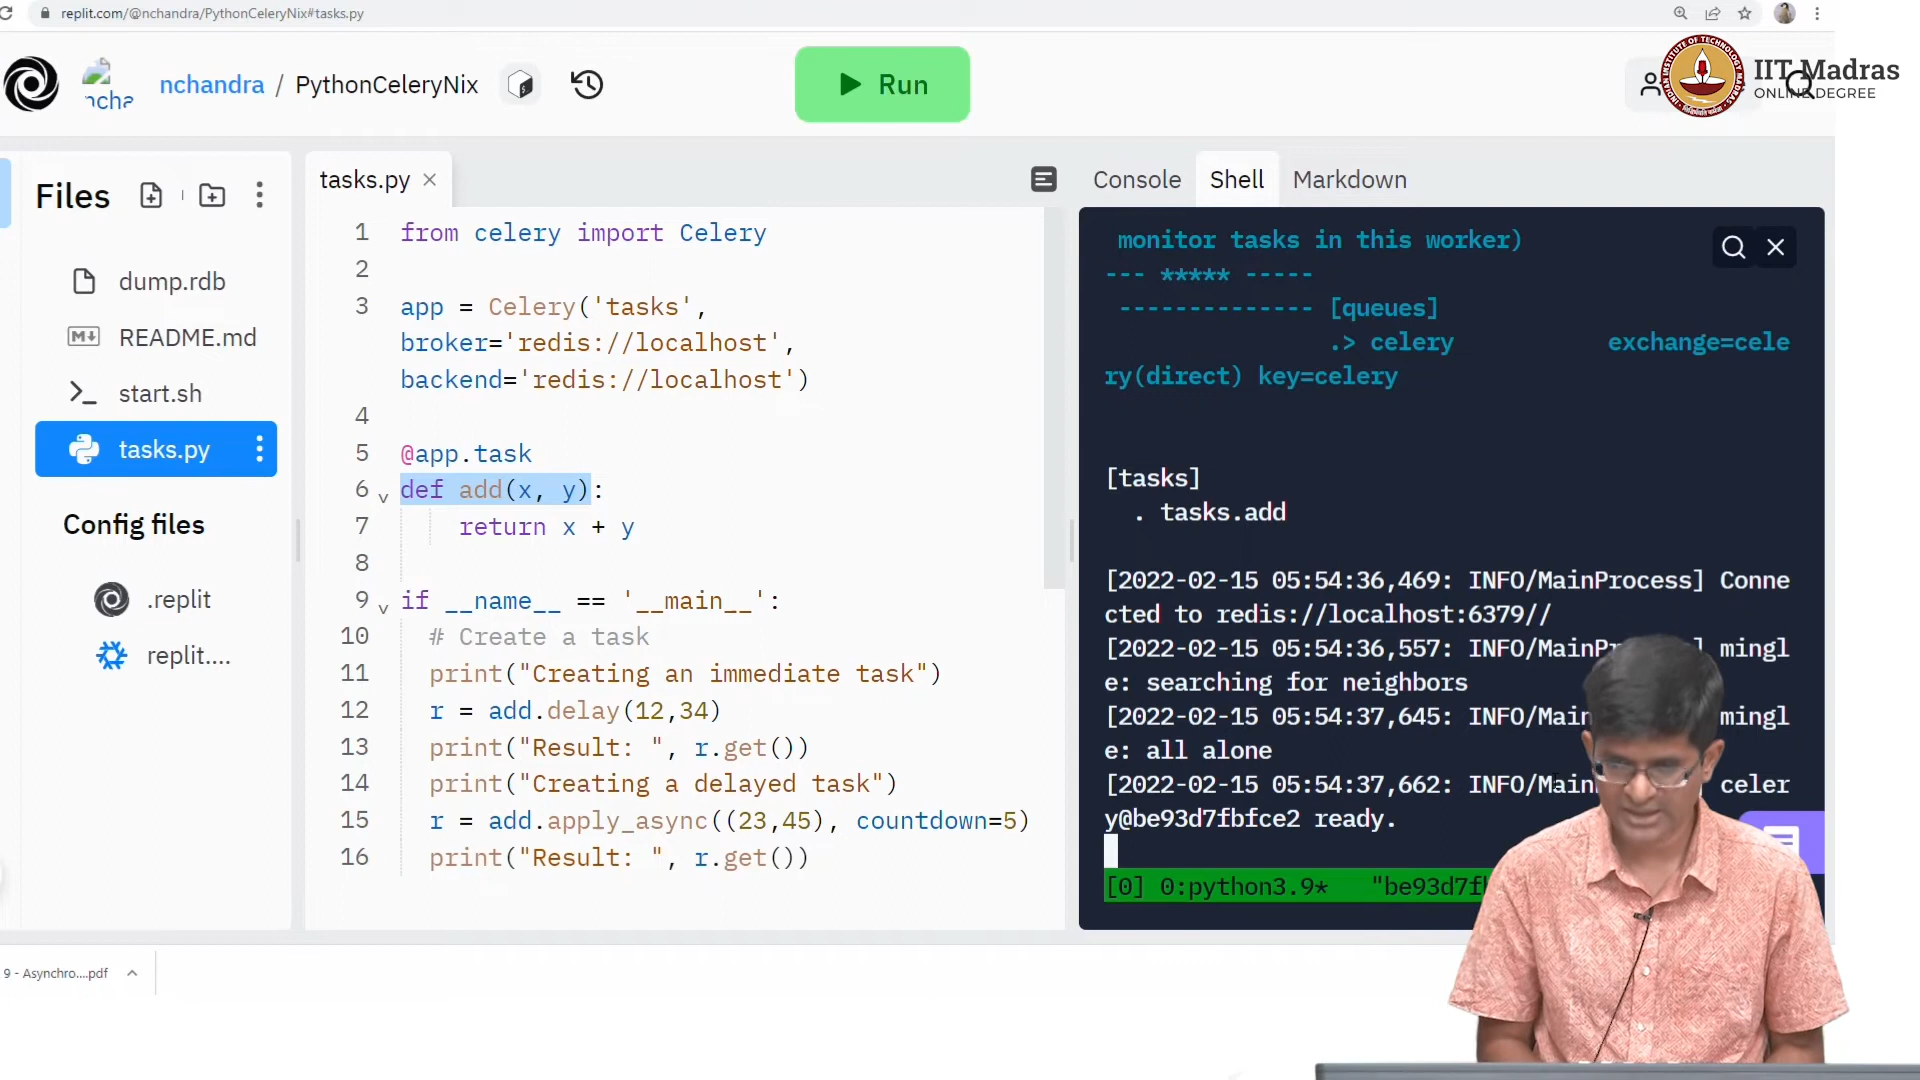 replit.com/@nchandra/PythonCeleryNix#tasks.py
ncha
nchandra / PythonCeleryNix
Run
IIT Madras
ONLINE DEGREE
Files
tasks.py
Console
Shell
Markdown
dump.rdb
README.md
start.sh
tasks.py
Config files
.replit
replit....
1 from celery import Celery
2
3 app = Celery('tasks',
broker='redis://localhost',
backend='redis://localhost')
4
5 @app.task
6 def add(x, y):
7 return x + y
8
9 if __name__ == '__main__':
10 # Create a task
11 print("Creating an immediate task")
12 r = add.delay(12,34)
13 print("Result: ", r.get())
14 print("Creating a delayed task")
15 r = add.apply_async((23,45), countdown=5)
16 print("Result: ", r.get())
monitor tasks in this worker)
--- ***** -----
-------------- [queues]
.> celery exchange=cele
ry(direct) key=celery
[tasks]
. tasks.add
[2022-02-15 05:54:36,469: INFO/MainProcess] Conne
cted to redis://localhost:6379//
[2022-02-15 05:54:36,557: INFO/MainPr ] mingl
e: searching for neighbors
[2022-02-15 05:54:37,645: INFO/Main mingl
e: all alone
[2022-02-15 05:54:37,662: INFO/Main celer
y@be93d7fbfce2 ready.
[0] 0:python3.9* "be93d7f
9 - Asynchro....pdf